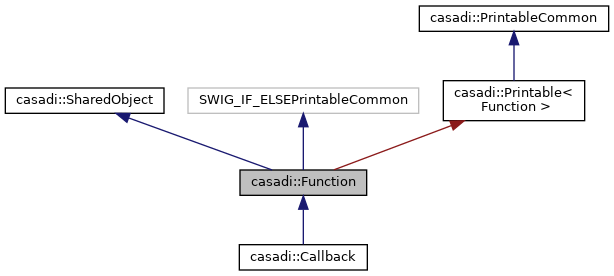 casadi::PrintableCommon
casadi::SharedObject
SWIG_IF_ELSEPrintableCommon
casadi::Printable<
Function >
casadi::Function
casadi::Callback